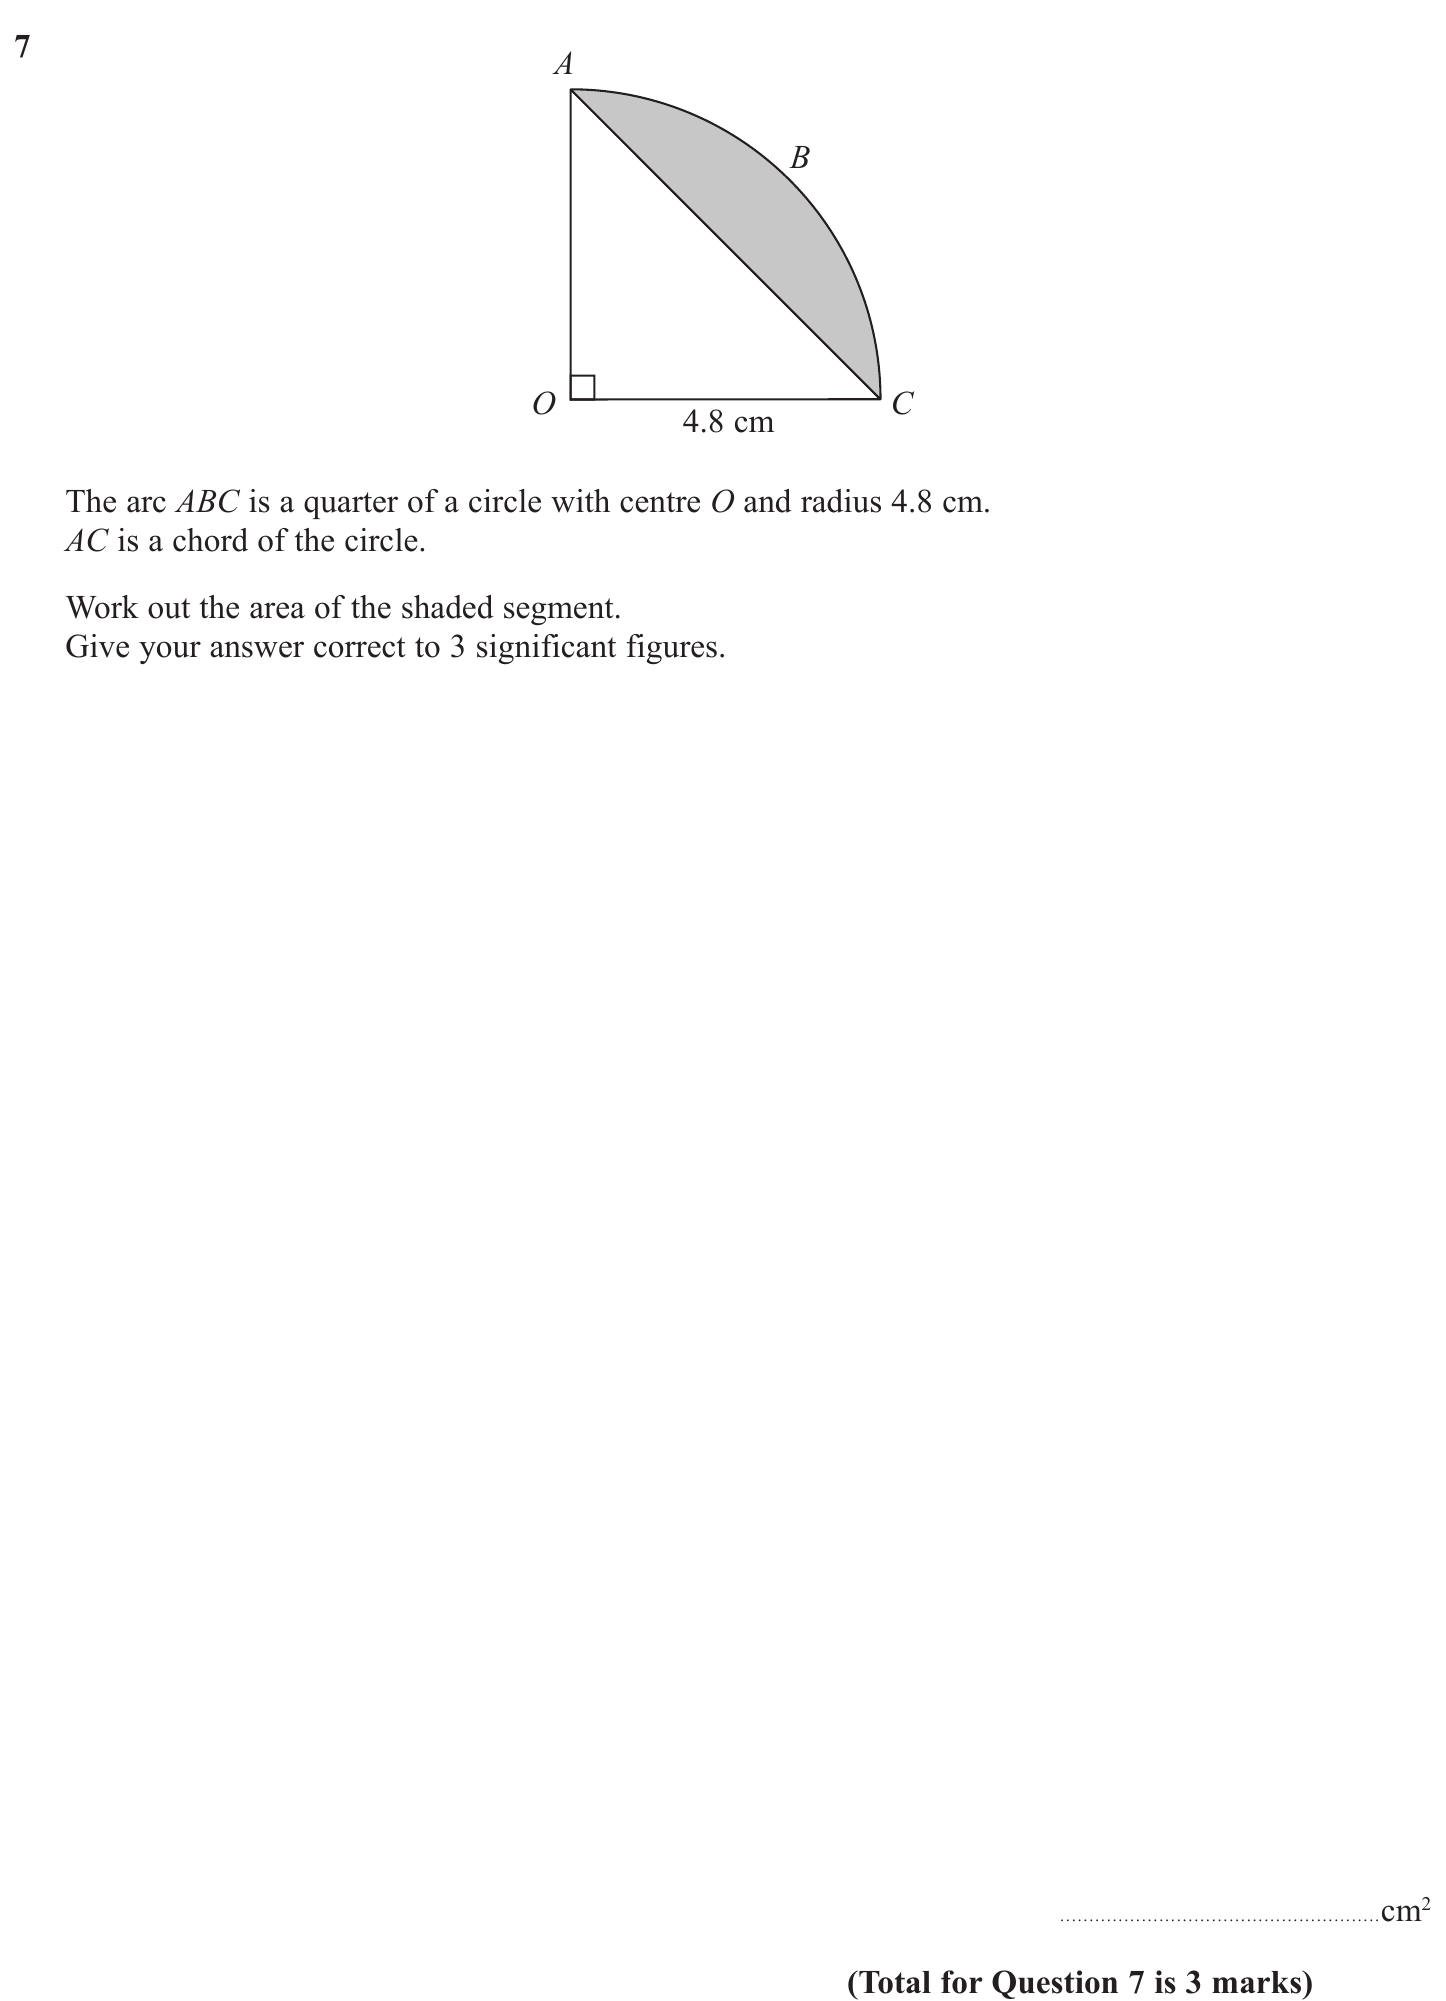 7
A
B
O
C
4.8 cm
The arc ABC is a quarter of a circle with centre O and radius 4.8 cm.
AC is a chord of the circle.
Work out the area of the shaded segment.
Give your answer correct to 3 significant figures.
......................................................cm²
(Total for Question 7 is 3 marks)